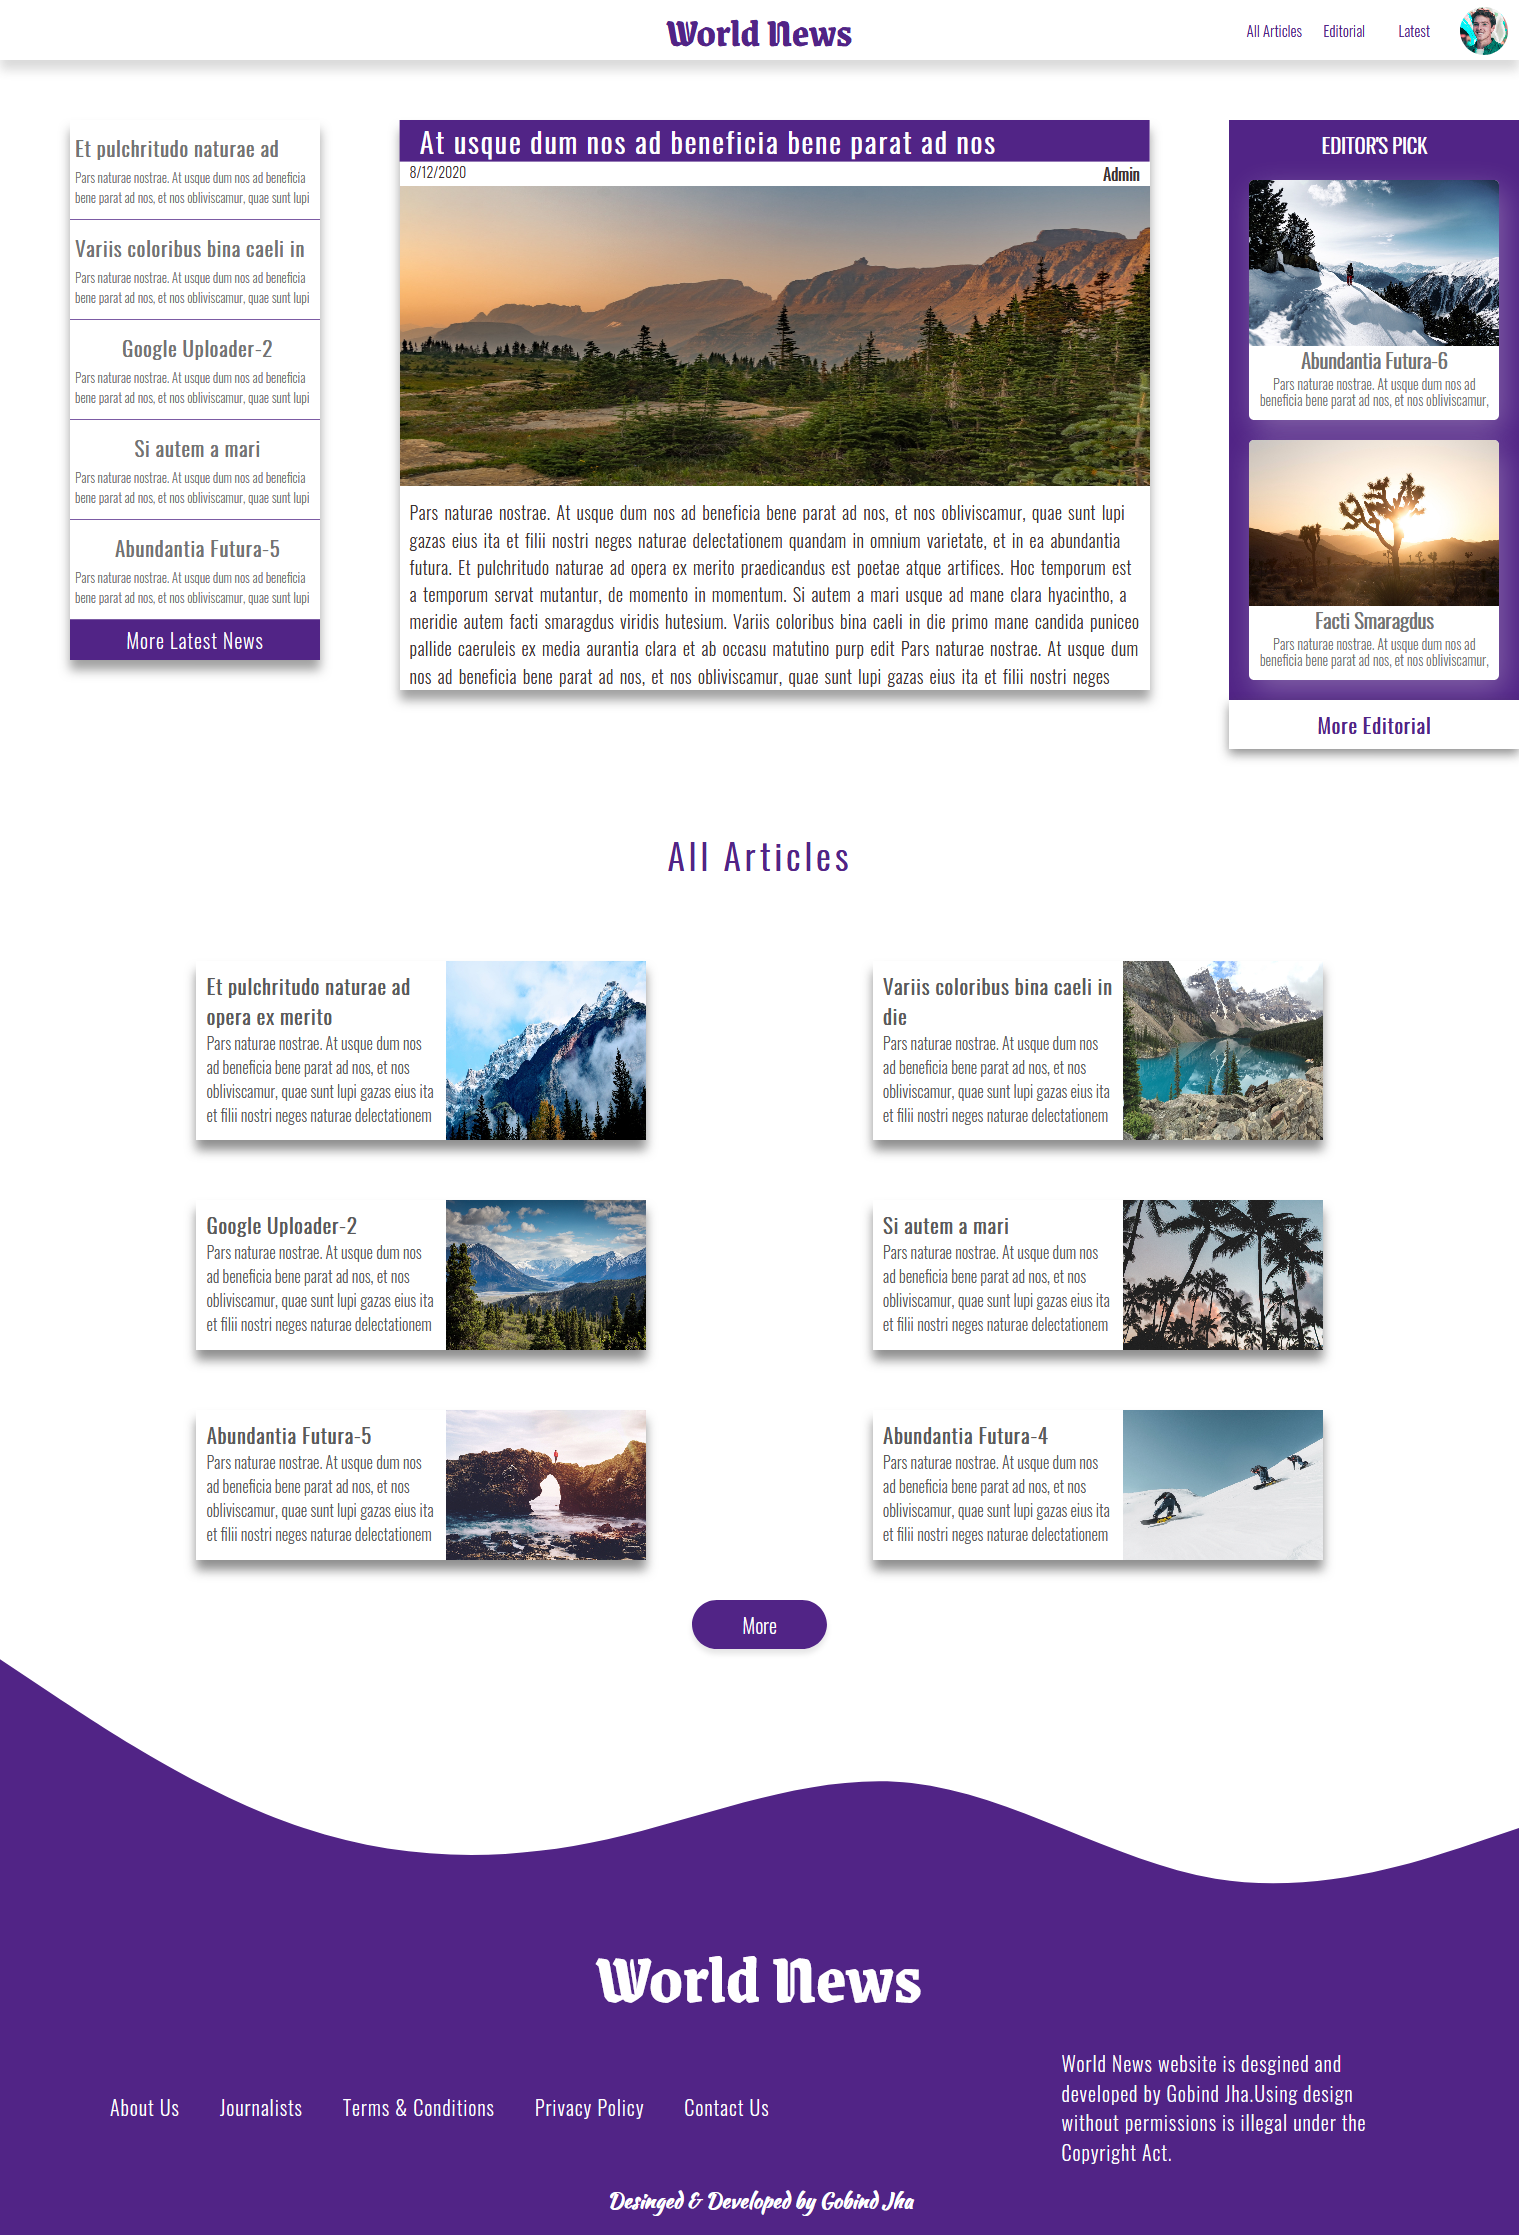 World News
All Articles
Editorial
Latest
Et pulchritudo naturae ad
Pars naturae nostrae. At usque dum nos ad beneficia
bene parat ad nos, et nos obliviscamur, quae sunt lupi
Variis coloribus bina caeli in
Pars naturae nostrae. At usque dum nos ad beneficia
bene parat ad nos, et nos obliviscamur, quae sunt lupi
Google Uploader-2
Pars naturae nostrae. At usque dum nos ad beneficia
bene parat ad nos, et nos obliviscamur, quae sunt lupi
Si autem a mari
Pars naturae nostrae. At usque dum nos ad beneficia
bene parat ad nos, et nos obliviscamur, quae sunt lupi
Abundantia Futura-5
Pars naturae nostrae. At usque dum nos ad beneficia
bene parat ad nos, et nos obliviscamur, quae sunt lupi
More Latest News
At usque dum nos ad beneficia bene parat ad nos
8/12/2020
Admin
Pars naturae nostrae. At usque dum nos ad beneficia bene parat ad nos, et nos obliviscamur, quae sunt lupi
gazas eius ita et filii nostri neges naturae delectationem quandam in omnium varietate, et in ea abundantia
futura. Et pulchritudo naturae ad opera ex merito praedicandus est poetae atque artifices. Hoc temporum est
a temporum servat mutantur, de momento in momentum. Si autem a mari usque ad mane clara hyacintho, a
meridie autem facti smaragdus viridis hutesium. Variis coloribus bina caeli in die primo mane candida puniceo
pallide caeruleis ex media aurantia clara et ab occasu matutino purp edit Pars naturae nostrae. At usque dum
nos ad beneficia bene parat ad nos, et nos obliviscamur, quae sunt lupi gazas eius ita et filii nostri neges
EDITOR'S PICK
Abundantia Futura-6
Pars naturae nostrae. At usque dum nos ad
beneficia bene parat ad nos, et nos obliviscamur,
Facti Smaragdus
Pars naturae nostrae. At usque dum nos ad
beneficia bene parat ad nos, et nos obliviscamur,
More Editorial
All Articles
Et pulchritudo naturae ad
opera ex merito
Pars naturae nostrae. At usque dum nos
ad beneficia bene parat ad nos, et nos
obliviscamur, quae sunt lupi gazas eius ita
et filii nostri neges naturae delectationem
Variis coloribus bina caeli in
die
Pars naturae nostrae. At usque dum nos
ad beneficia bene parat ad nos, et nos
obliviscamur, quae sunt lupi gazas eius ita
et filii nostri neges naturae delectationem
Google Uploader-2
Pars naturae nostrae. At usque dum nos
ad beneficia bene parat ad nos, et nos
obliviscamur, quae sunt lupi gazas eius ita
et filii nostri neges naturae delectationem
Si autem a mari
Pars naturae nostrae. At usque dum nos
ad beneficia bene parat ad nos, et nos
obliviscamur, quae sunt lupi gazas eius ita
et filii nostri neges naturae delectationem
Abundantia Futura-5
Pars naturae nostrae. At usque dum nos
ad beneficia bene parat ad nos, et nos
obliviscamur, quae sunt lupi gazas eius ita
et filii nostri neges naturae delectationem
Abundantia Futura-4
Pars naturae nostrae. At usque dum nos
ad beneficia bene parat ad nos, et nos
obliviscamur, quae sunt lupi gazas eius ita
et filii nostri neges naturae delectationem
More
World News
About Us
Journalists
Terms & Conditions
Privacy Policy
Contact Us
World News website is desgined and
developed by Gobind Jha.Using design
without permissions is illegal under the
Copyright Act.
Desinged & Developed by Gobind Jha